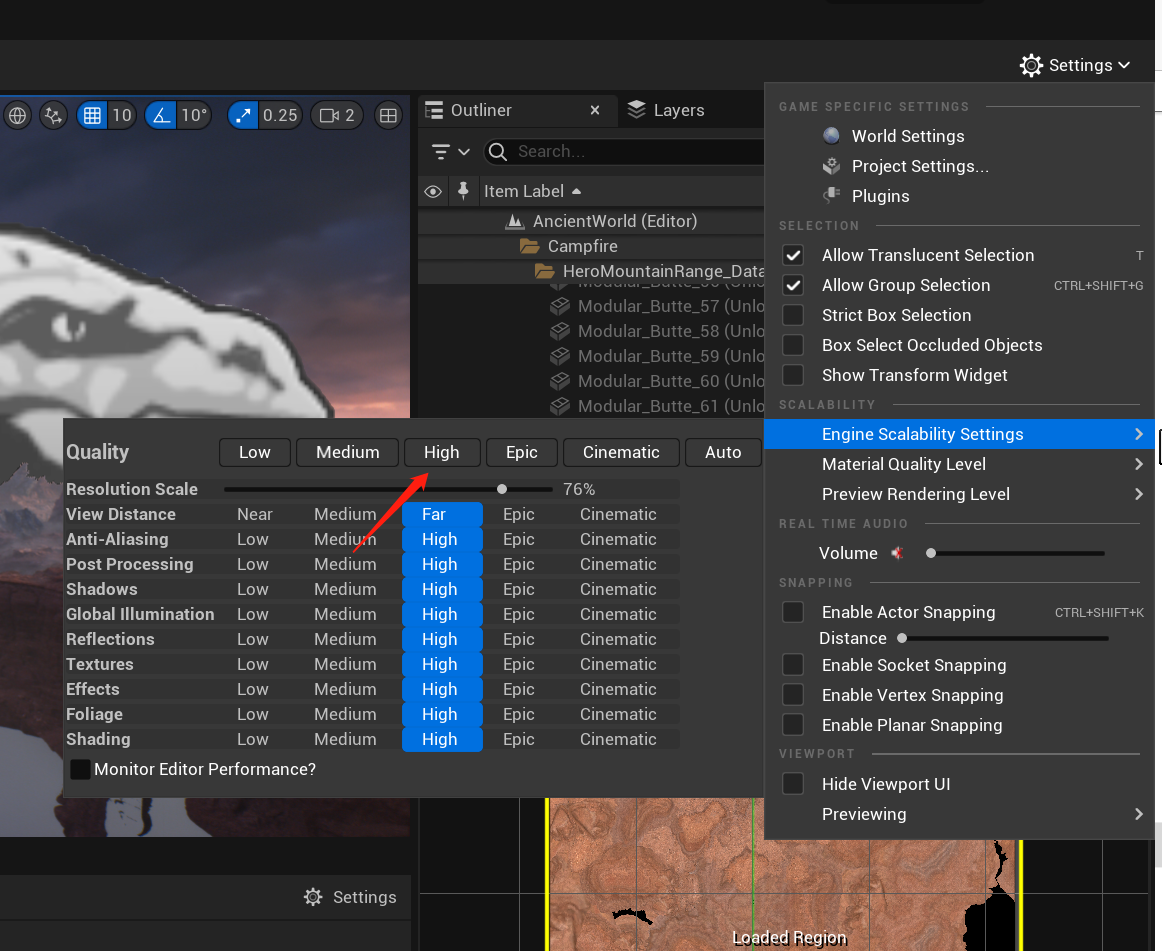 Settings
GAME SPECIFIC SETTINGS
World Settings
Project Settings...
Plugins
SELECTION
Allow Translucent Selection T
Allow Group Selection CTRL+SHIFT+G
Strict Box Selection
Box Select Occluded Objects
Show Transform Widget
SCALABILITY
Engine Scalability Settings
Material Quality Level
Preview Rendering Level
REAL TIME AUDIO
Volume
SNAPPING
Enable Actor Snapping CTRL+SHIFT+K
Distance
Enable Socket Snapping
Enable Vertex Snapping
Enable Planar Snapping
VIEWPORT
Hide Viewport UI
Previewing
10 10° 0.25 2
Outliner Layers
Search...
Item Label
AncientWorld (Editor)
Campfire
HeroMountainRange_Data
Modular_Butte_57 (Unlo
Modular_Butte_58 (Unlo
Modular_Butte_59 (Unlo
Modular_Butte_60 (Unlo
Modular_Butte_61 (Unlo
Quality Low Medium High Epic Cinematic Auto
Resolution Scale 76%
View Distance Near Medium Far Epic Cinematic
Anti-Aliasing Low Medium High Epic Cinematic
Post Processing Low Medium High Epic Cinematic
Shadows Low Medium High Epic Cinematic
Global Illumination Low Medium High Epic Cinematic
Reflections Low Medium High Epic Cinematic
Textures Low Medium High Epic Cinematic
Effects Low Medium High Epic Cinematic
Foliage Low Medium High Epic Cinematic
Shading Low Medium High Epic Cinematic
Monitor Editor Performance?
Settings
Loaded Region